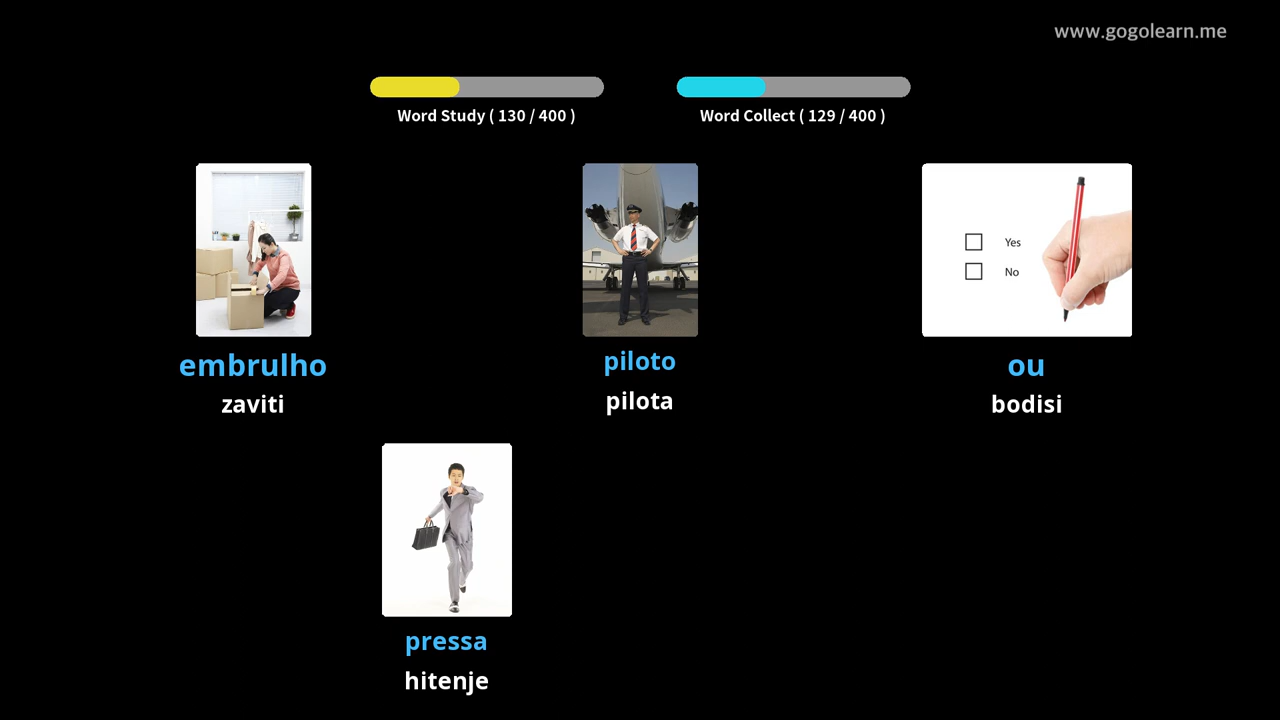 www.gogolearn.me
Word Study ( 130 / 400 )
Word Collect ( 129 / 400 )
Yes
No
embrulho
zaviti
piloto
pilota
ou
bodisi
pressa
hitenje